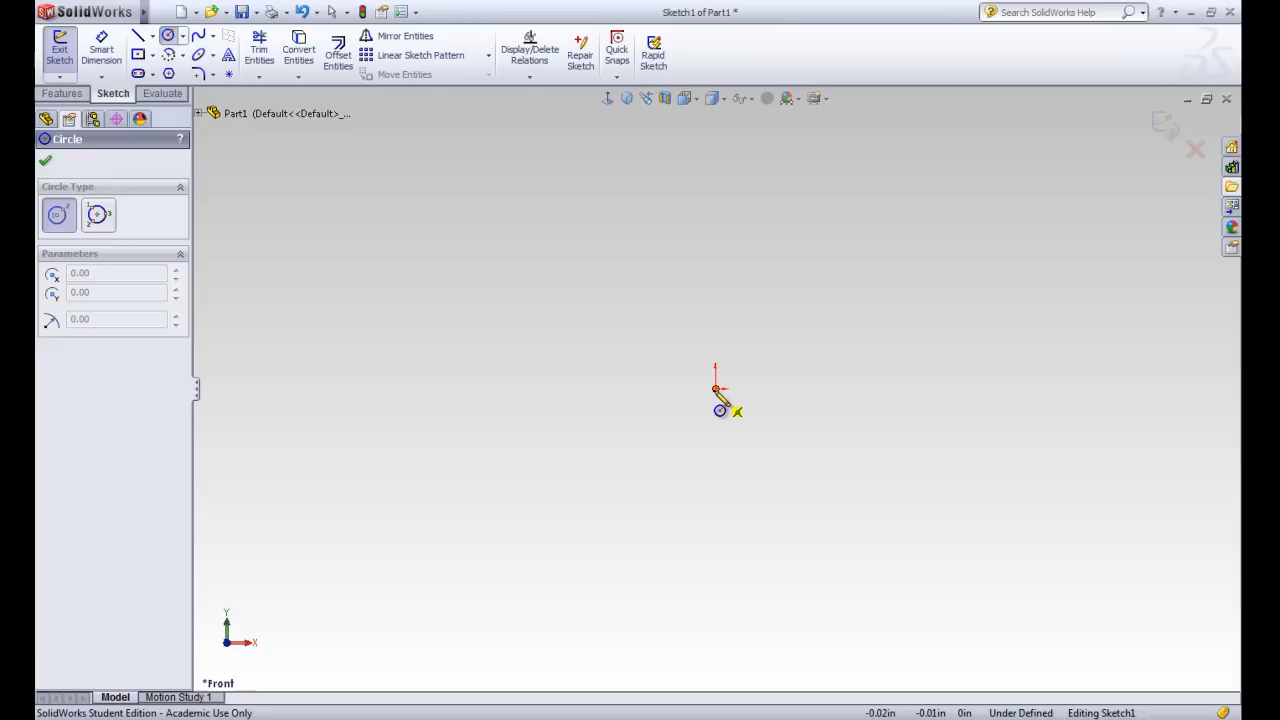 SolidWorks
Sketch1 of Part1 *
Search SolidWorks Help
?
Exit Sketch
Smart Dimension
Trim Entities
Convert Entities
Offset Entities
Mirror Entities
Linear Sketch Pattern
Move Entities
Display/Delete Relations
Repair Sketch
Quick Snaps
Rapid Sketch
Features
Sketch
Evaluate
Part1 (Default<<Default>_...
Circle
?
Circle Type
Parameters
0.00
0.00
0.00
Y
X
*Front
Model
Motion Study 1
SolidWorks Student Edition - Academic Use Only
-0.02in
-0.01in
0in
Under Defined
Editing Sketch1